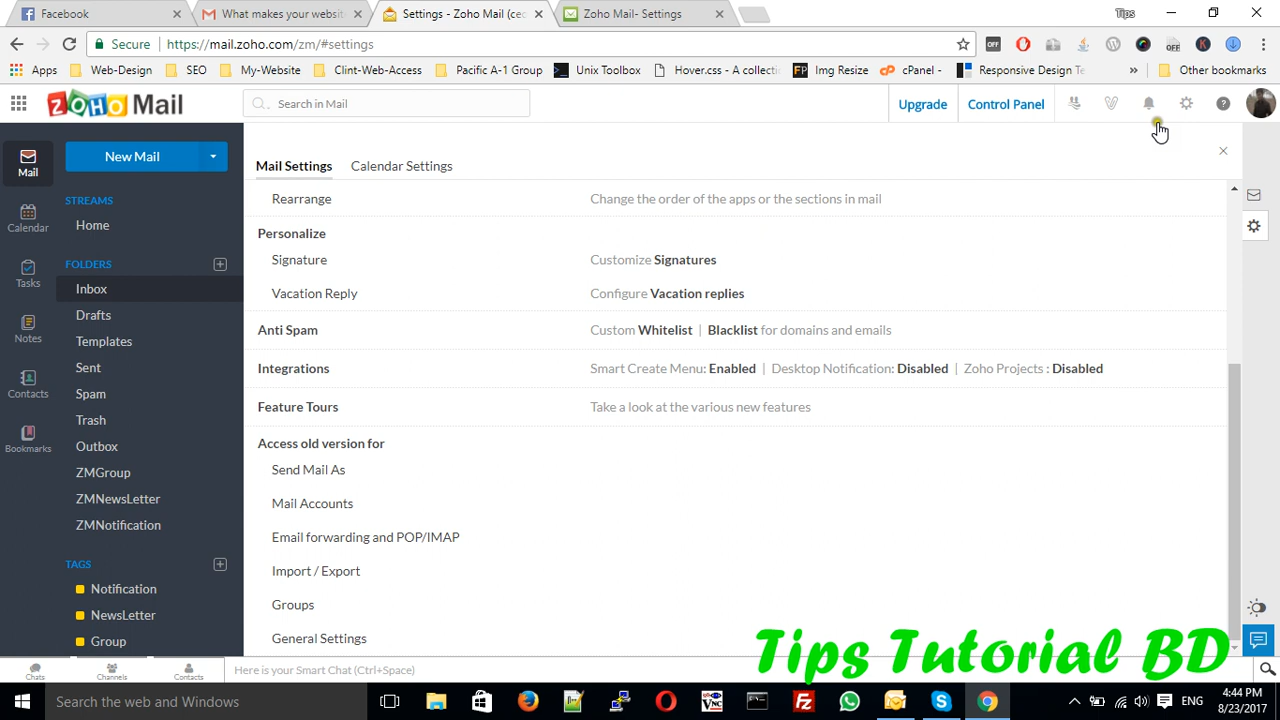 Facebook
What makes your websit
Settings - Zoho Mail (ceo
Zoho Mail- Settings
Tips
Secure
https://mail.zoho.com/zm/#settings
Apps
Web-Design
SEO
My-Website
Clint-Web-Access
Pacific A-1 Group
Unix Toolbox
Hover.css - A collecti
Img Resize
cPanel -
Responsive Design Te
Other bookmarks
ZOHO Mail
Search in Mail
Upgrade
Control Panel
Mail
New Mail
Mail Settings
Calendar Settings
STREAMS
Home
Calendar
FOLDERS
Inbox
Tasks
Drafts
Templates
Notes
Sent
Spam
Contacts
Trash
Outbox
Bookmarks
ZMGroup
ZMNewsLetter
ZMNotification
TAGS
Notification
NewsLetter
Group
Rearrange
Change the order of the apps or the sections in mail
Personalize
Signature
Customize Signatures
Vacation Reply
Configure Vacation replies
Anti Spam
Custom Whitelist | Blacklist for domains and emails
Integrations
Smart Create Menu: Enabled | Desktop Notification: Disabled | Zoho Projects : Disabled
Feature Tours
Take a look at the various new features
Access old version for
Send Mail As
Mail Accounts
Email forwarding and POP/IMAP
Import / Export
Groups
General Settings
Tips Tutorial BD
Chats
Channels
Contacts
Here is your Smart Chat (Ctrl+Space)
Search the web and Windows
ENG
4:44 PM
8/23/2017